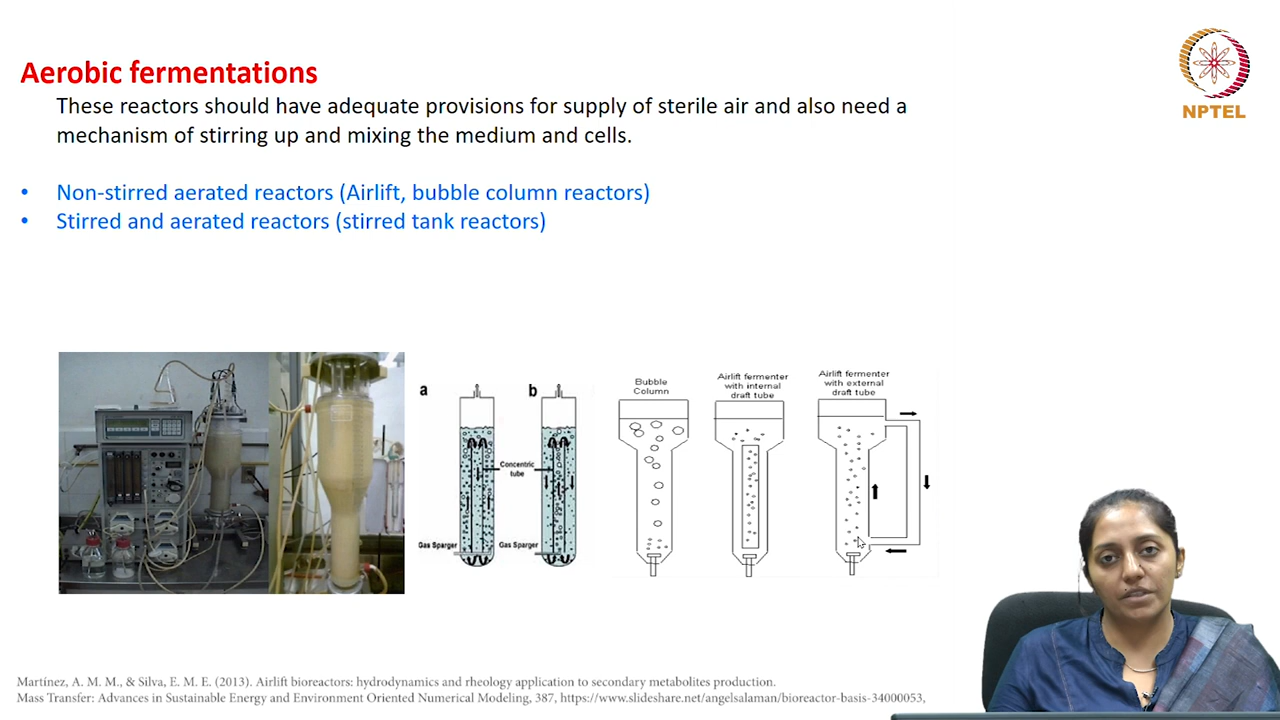 Aerobic fermentations
These reactors should have adequate provisions for supply of sterile air and also need a
mechanism of stirring up and mixing the medium and cells.
• Non-stirred aerated reactors (Airlift, bubble column reactors)
• Stirred and aerated reactors (stirred tank reactors)
NPTEL
a
b
Concentric
tube
Gas Sparger
Gas Sparger
Bubble
Column
Airlift fermenter
with internal
draft tube
Airlift fermenter
with external
draft tube
Martínez, A. M. M., & Silva, E. M. E. (2013). Airlift bioreactors: hydrodynamics and rheology application to secondary metabolites production.
Mass Transfer: Advances in Sustainable Energy and Environment Oriented Numerical Modeling, 387, https://www.slideshare.net/angelsalaman/bioreactor-basis-34000053,